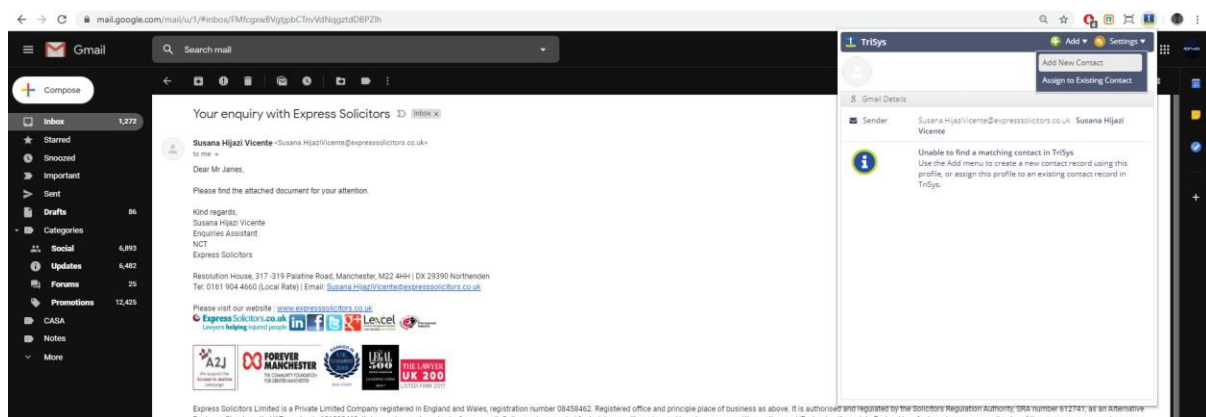 mail.google.com/mail/u/1/#inbox/FMfcgxwBVgtjpbCTnvVdNqgztdDBPZlh
Gmail
Search mail
Compose
Inbox 1,272
Starred
Snoozed
Important
Sent
Drafts 86
Categories
Social 6,893
Updates 6,482
Forums 25
Promotions 12,425
CASA
Notes
More
Your enquiry with Express Solicitors Inbox x
Susana Hijazi Vicente <Susana.HijaziVicente@expresssolicitors.co.uk>
to me
Dear Mr Janes,
Please find the attached document for your attention.
Kind regards,
Susana Hijazi Vicente
Enquiries Assistant
NCT
Express Solicitors
Resolution House, 317 -319 Palatine Road, Manchester, M22 4HH | DX 29390 Northenden
Tel: 0161 904 4660 (Local Rate) | Email: Susana.HijaziVicente@expresssolicitors.co.uk
Please visit our website : www.expresssolicitors.co.uk
Express Solicitors.co.uk
Lawyers helping injured people
Lexcel
A2J
FOREVER
MANCHESTER
THE COMMUNITY FOUNDATION
FOR GREATER MANCHESTER
LEGAL
500
THE LAWYER
UK 200
LISTED FIRM 2017
Express Solicitors Limited is a Private Limited Company registered in England and Wales, registration number 08458462. Registered office and principle place of business as above. It is authorised and regulated by the Solicitors Regulation Authority, SRA number 612741, as an Alternative
TriSys
Add
Settings
Add New Contact
Assign to Existing Contact
Gmail Details
Sender Susana.HijaziVicente@expresssolicitors.co.uk Susana Hijazi
Vicente
Unable to find a matching contact in TriSys
Use the Add menu to create a new contact record using this
profile, or assign this profile to an existing contact record in
TriSys.